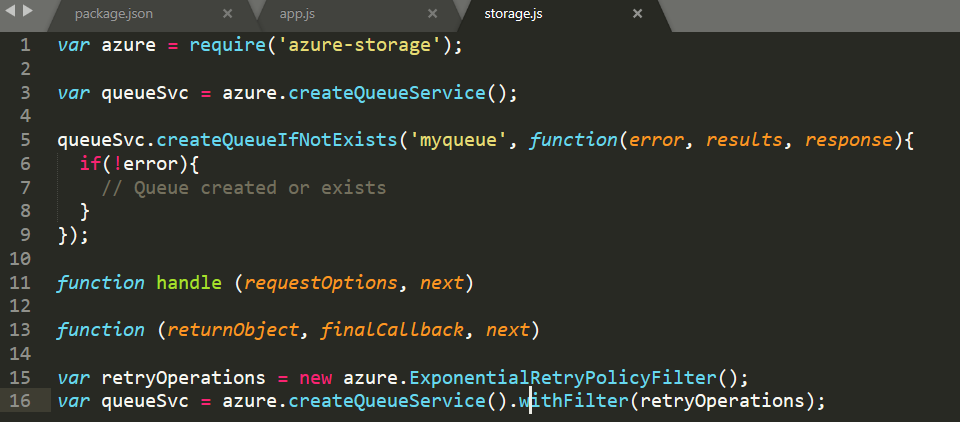 package.json × app.js × storage.js ×
1 var azure = require('azure-storage');
2
3 var queueSvc = azure.createQueueService();
4
5 queueSvc.createQueueIfNotExists('myqueue', function(error, results, response){
6   if(!error){
7     // Queue created or exists
8   }
9 });
10
11 function handle (requestOptions, next)
12
13 function (returnObject, finalCallback, next)
14
15 var retryOperations = new azure.ExponentialRetryPolicyFilter();
16 var queueSvc = azure.createQueueService().withFilter(retryOperations);